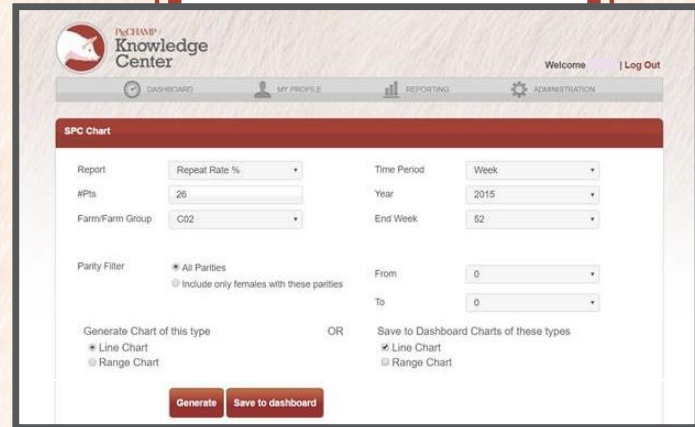 PigCHAMP
Knowledge
Center
Welcome | Log Out
DASHBOARD MY PROFILE REPORTING ADMINISTRATION
SPC Chart
Report Repeat Rate % Time Period Week
#Pts 26 Year 2015
Farm/Farm Group C02 End Week 52
Parity Filter All Parities From 0
Include only females with these parities
To 0
Generate Chart of this type OR Save to Dashboard Charts of these types
Line Chart Line Chart
Range Chart Range Chart
Generate Save to dashboard